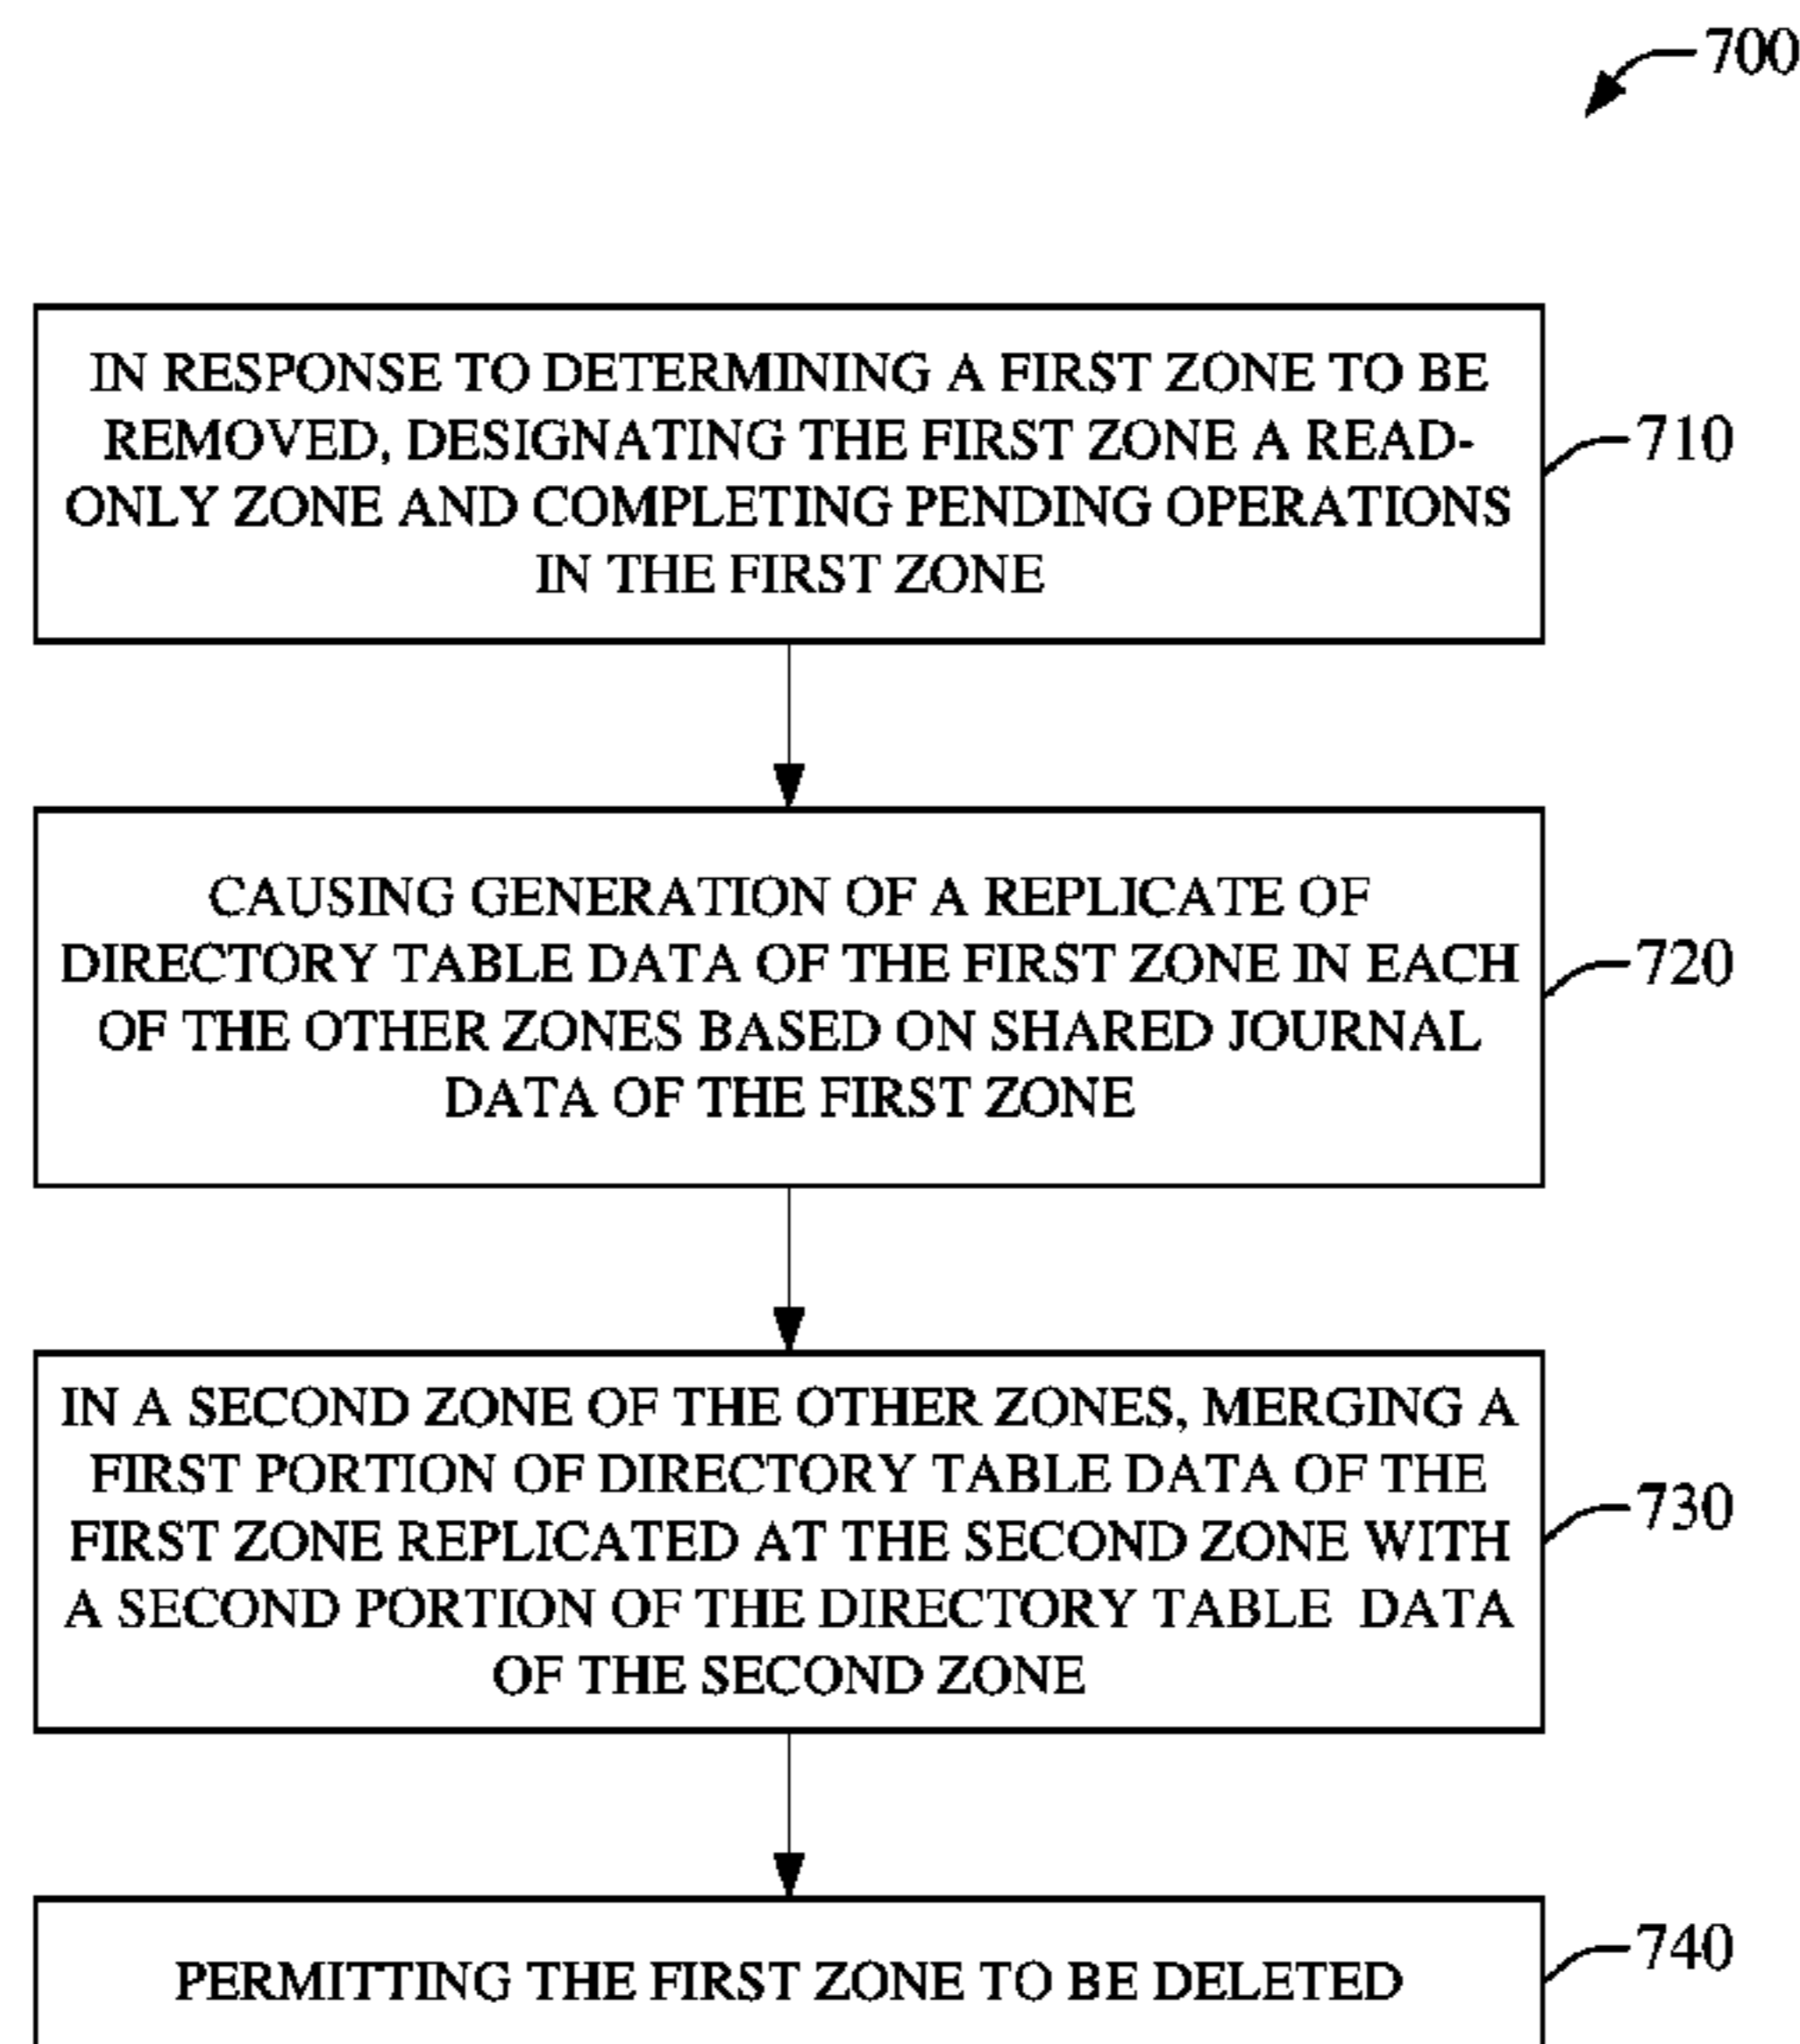 700
IN RESPONSE TO DETERMINING A FIRST ZONE TO BE
REMOVED, DESIGNATING THE FIRST ZONE A READ-
ONLY ZONE AND COMPLETING PENDING OPERATIONS
IN THE FIRST ZONE
710
CAUSING GENERATION OF A REPLICATE OF
DIRECTORY TABLE DATA OF THE FIRST ZONE IN EACH
OF THE OTHER ZONES BASED ON SHARED JOURNAL
DATA OF THE FIRST ZONE
720
IN A SECOND ZONE OF THE OTHER ZONES, MERGING A
FIRST PORTION OF DIRECTORY TABLE DATA OF THE
FIRST ZONE REPLICATED AT THE SECOND ZONE WITH
A SECOND PORTION OF THE DIRECTORY TABLE DATA
OF THE SECOND ZONE
730
PERMITTING THE FIRST ZONE TO BE DELETED
740